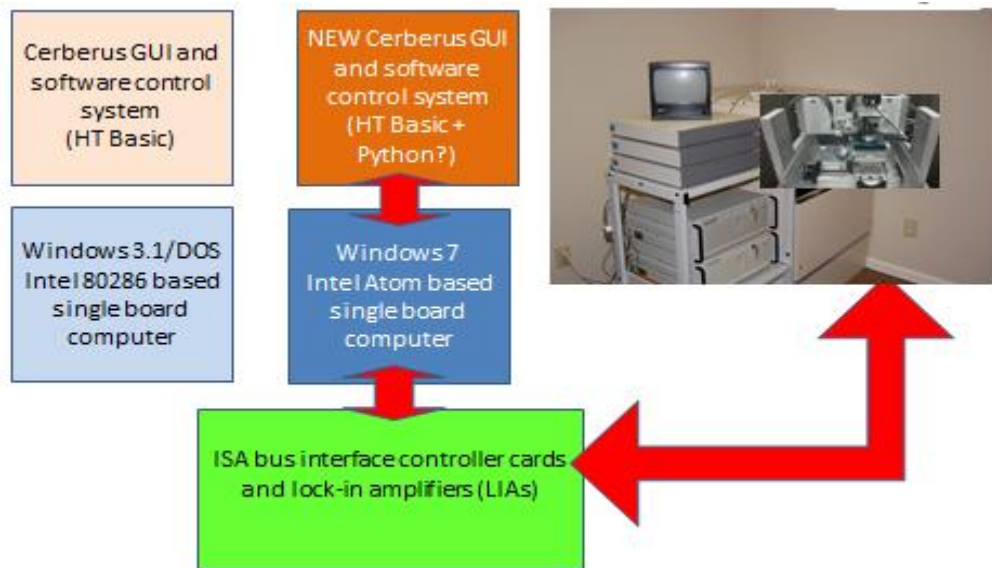 Cerberus GUI and
software control
system
(HT Basic)
NEW Cerberus GUI
and software
control system
(HT Basic +
Python?)
Windows 3.1/DOS
Intel 80286 based
single board
computer
Windows 7
Intel Atom based
single board
computer
ISA bus interface controller cards
and lock-in amplifiers (LIAs)